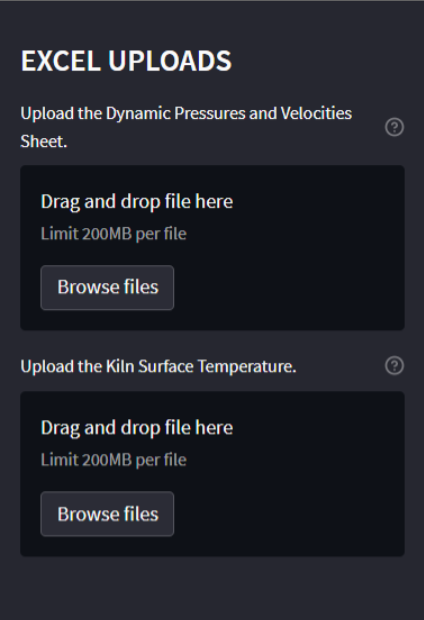 EXCEL UPLOADS
Upload the Dynamic Pressures and Velocities
Sheet.
?
Drag and drop file here
Limit 200MB per file
Browse files
Upload the Kiln Surface Temperature.
?
Drag and drop file here
Limit 200MB per file
Browse files